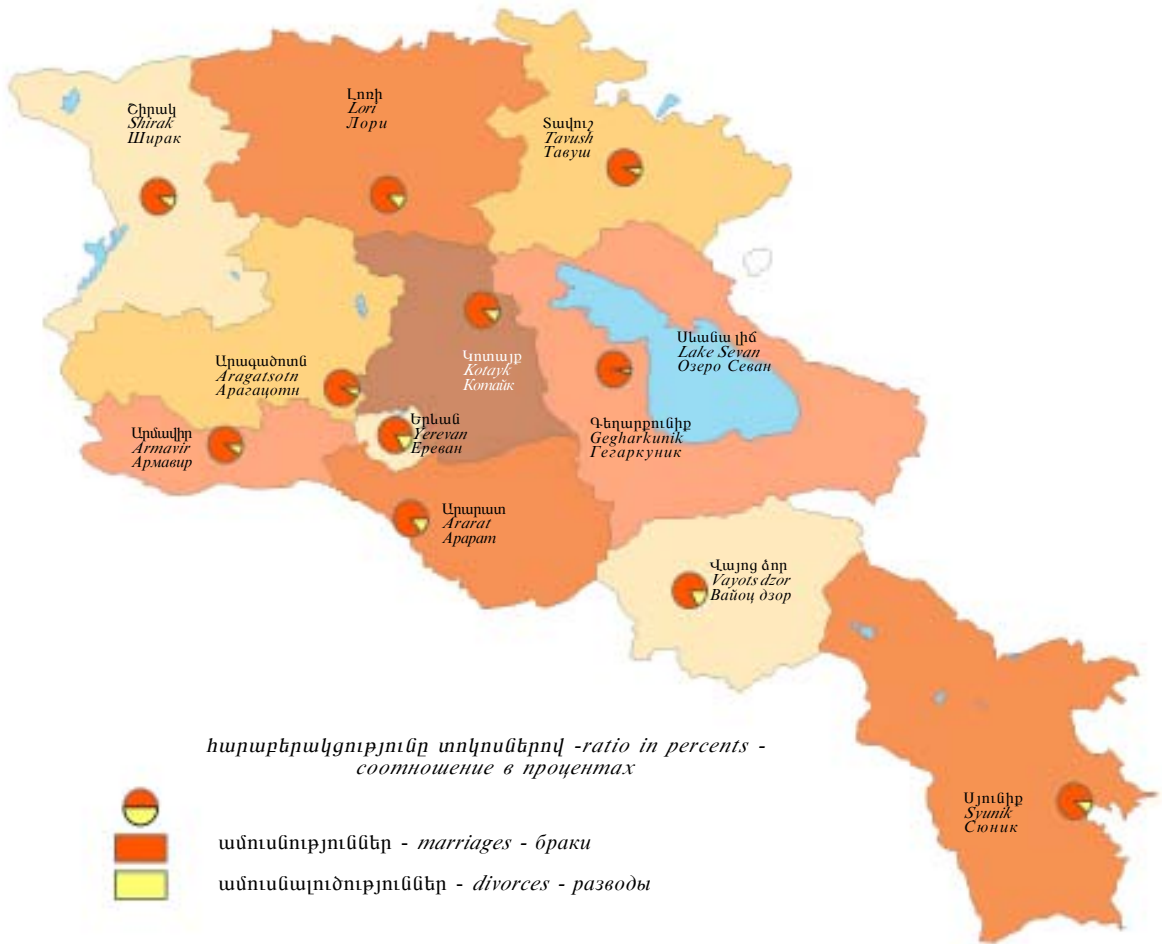 Շիրակ
Shirak
Ширак
Լոռի
Lori
Лори
Տավուշ
Tavush
Тавуш
Արագածոտն
Aragatsotn
Арагацотн
Կոտայք
Kotayk
Котайк
Սևանա լիճ
Lake Sevan
Озеро Севан
Արմավիր
Armavir
Армавир
Երևան
Yerevan
Ереван
Գեղարքունիք
Gegharkunik
Гегаркуник
Արարատ
Ararat
Арарат
Վայոց ձոր
Vayots dzor
Вайоц дзор
Սյունիք
Syunik
Сюник
հարաբերակցությունը տոկոսներով -ratio in percents -
соотношение в процентах
ամուսնություններ - marriages - браки
ամուսնալուծություններ - divorces - разводы